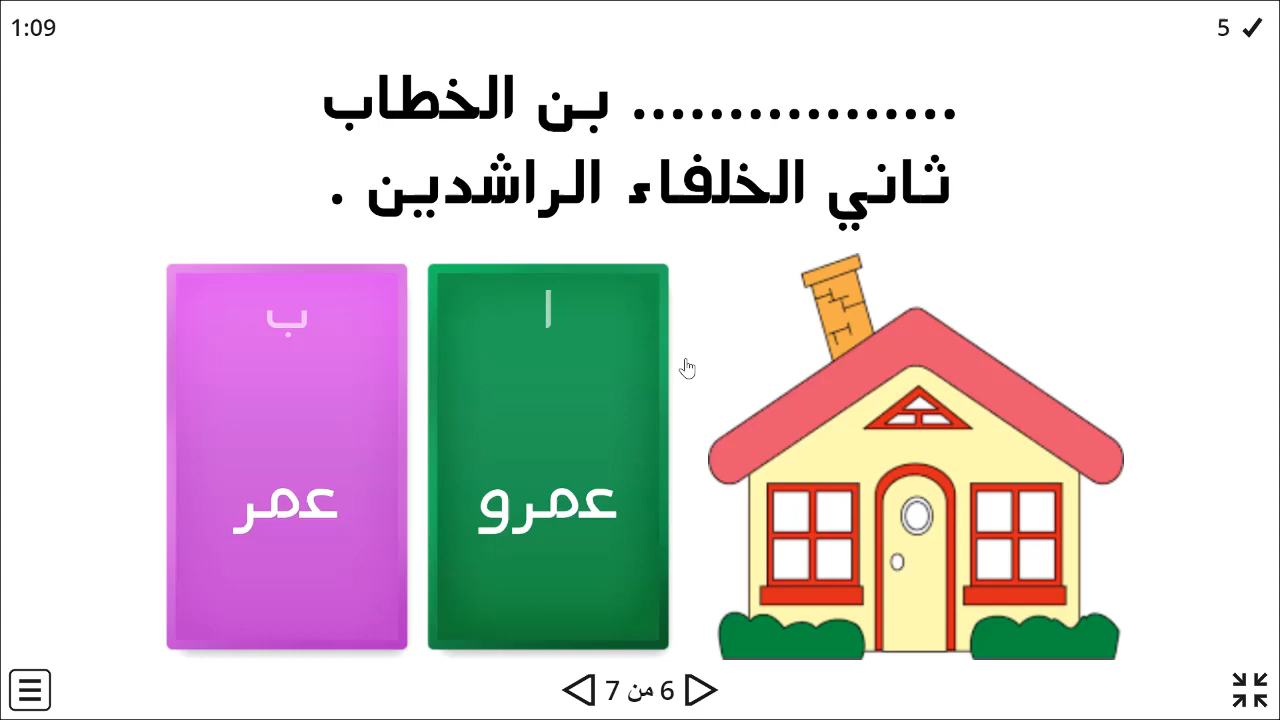 1:09
5
................. بن الخطاب
ثاني الخلفاء الراشدين .
ا
عمرو
ب
عمر
6 من 7